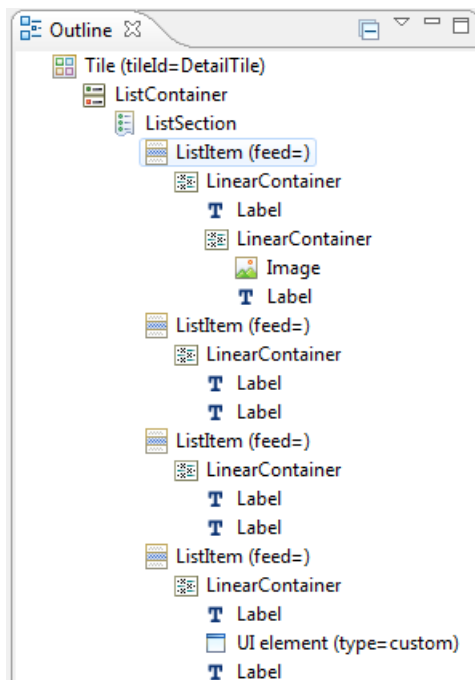 Outline
Tile (tileId=DetailTile)
ListContainer
ListSection
ListItem (feed=)
LinearContainer
Label
LinearContainer
Image
Label
ListItem (feed=)
LinearContainer
Label
Label
ListItem (feed=)
LinearContainer
Label
Label
ListItem (feed=)
LinearContainer
Label
UI element (type=custom)
Label